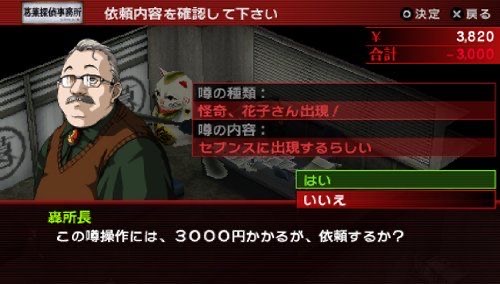 葛葉探偵事務所
依頼内容を確認して下さい
○決定 ×戻る
¥ 3,820
合計 -3,000
噂の種類：
怪奇、花子さん出現！
噂の内容：
セブンスに出現するらしい
はい
いいえ
轟所長
この噂操作には、３０００円かかるが、依頼するか？